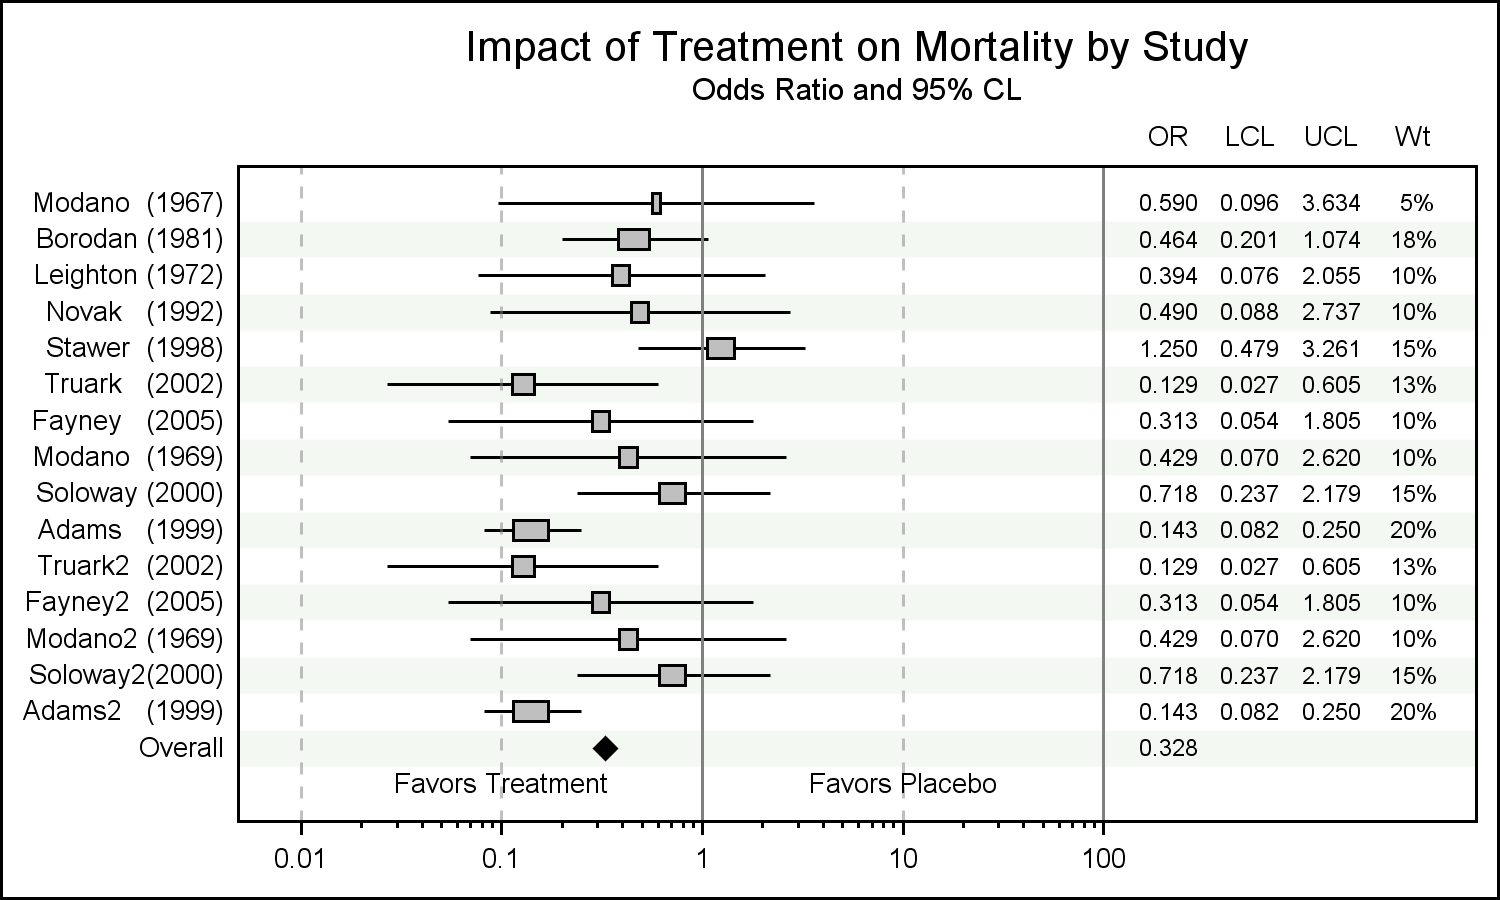 Impact of Treatment on Mortality by Study
Odds Ratio and 95% CL
OR LCL UCL Wt
Modano (1967) 0.590 0.096 3.634 5%
Borodan (1981) 0.464 0.201 1.074 18%
Leighton (1972) 0.394 0.076 2.055 10%
Novak (1992) 0.490 0.088 2.737 10%
Stawer (1998) 1.250 0.479 3.261 15%
Truark (2002) 0.129 0.027 0.605 13%
Fayney (2005) 0.313 0.054 1.805 10%
Modano (1969) 0.429 0.070 2.620 10%
Soloway (2000) 0.718 0.237 2.179 15%
Adams (1999) 0.143 0.082 0.250 20%
Truark2 (2002) 0.129 0.027 0.605 13%
Fayney2 (2005) 0.313 0.054 1.805 10%
Modano2 (1969) 0.429 0.070 2.620 10%
Soloway2(2000) 0.718 0.237 2.179 15%
Adams2 (1999) 0.143 0.082 0.250 20%
Overall 0.328
Favors Treatment Favors Placebo
0.01 0.1 1 10 100